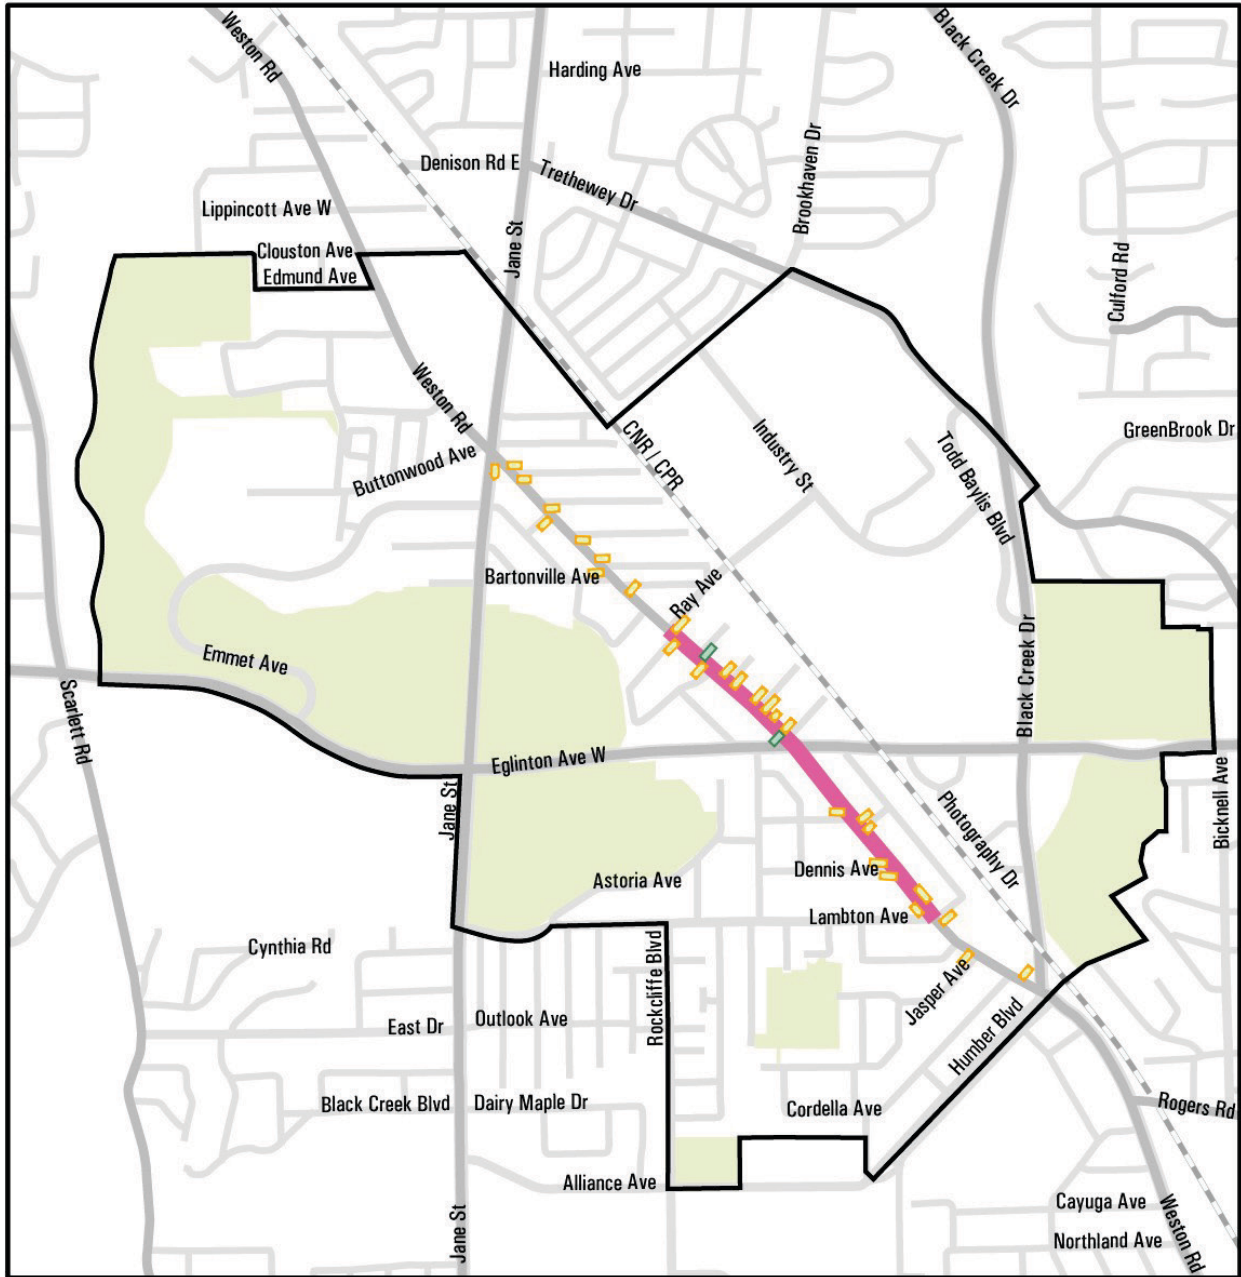 Weston Rd
Black Creek Dr
Harding Ave
Denison Rd E
Trethewey Dr
Brookhaven Dr
Lippincott Ave W
Clouston Ave
Edmund Ave
Jane St
Culford Rd
Weston Rd
CNR / CPR
Industry St
GreenBrook Dr
Buttonwood Ave
Todd Baylis Blvd
Bartonville Ave
Ray Ave
Emmet Ave
Black Creek Dr
Scarlett Rd
Eglinton Ave W
Jane St
Photography Dr
Bicknell Ave
Dennis Ave
Astoria Ave
Lambton Ave
Cynthia Rd
Rockcliffe Blvd
Jasper Ave
East Dr
Outlook Ave
Humber Blvd
Black Creek Blvd
Dairy Maple Dr
Cordella Ave
Rogers Rd
Alliance Ave
Cayuga Ave
Jane St
Northland Ave
Weston Rd